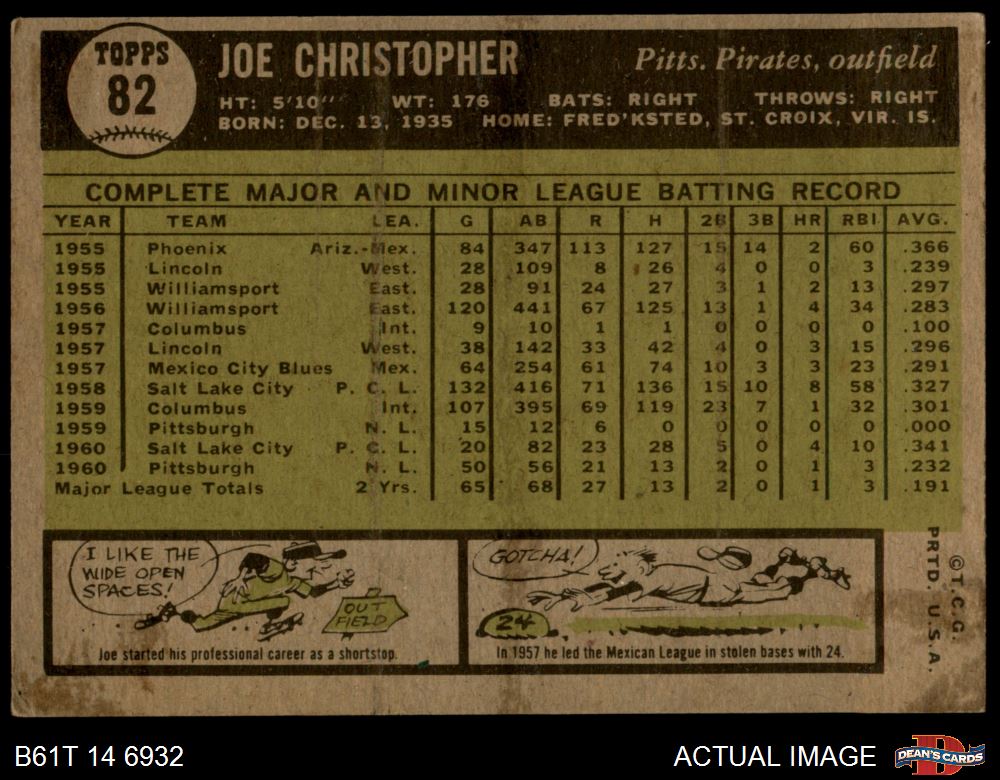 TOPPS
82
JOE CHRISTOPHER
Pitts. Pirates, outfield
HT: 5'10" WT: 176 BATS: RIGHT THROWS: RIGHT
BORN: DEC. 13, 1935 HOME: FRED'KSTED, ST. CROIX, VIR. IS.
COMPLETE MAJOR AND MINOR LEAGUE BATTING RECORD
YEAR TEAM LEA. G AB R H 2B 3B HR RBI AVG.
1955 Phoenix Ariz.-Mex. 84 347 113 127 15 14 2 60 .366
1955 Lincoln West. 28 109 8 26 4 0 0 3 .239
1955 Williamsport East. 28 91 24 27 3 1 2 13 .297
1956 Williamsport East. 120 441 67 125 13 1 4 34 .283
1957 Columbus Int. 9 10 1 1 0 0 0 0 .100
1957 Lincoln West. 38 142 33 42 4 0 3 15 .296
1957 Mexico City Blues Mex. 64 254 61 74 10 3 3 23 .291
1958 Salt Lake City P. C. L. 132 416 71 136 15 10 8 58 .327
1959 Columbus Int. 107 395 69 119 23 7 1 32 .301
1959 Pittsburgh N. L. 15 12 6 0 0 0 0 0 .000
1960 Salt Lake City P. C. L. 20 82 23 28 5 0 4 10 .341
1960 Pittsburgh N. L. 50 56 21 13 2 0 1 3 .232
Major League Totals 2 Yrs. 65 68 27 13 2 0 1 3 .191
I LIKE THE
WIDE OPEN
SPACES!
OUT
FIELD
Joe started his professional career as a shortstop.
GOTCHA!
24
In 1957 he led the Mexican League in stolen bases with 24.
©T.C.G.
PRTD. U.S.A.
B61T 14 6932
ACTUAL IMAGE
DEAN'S CARDS